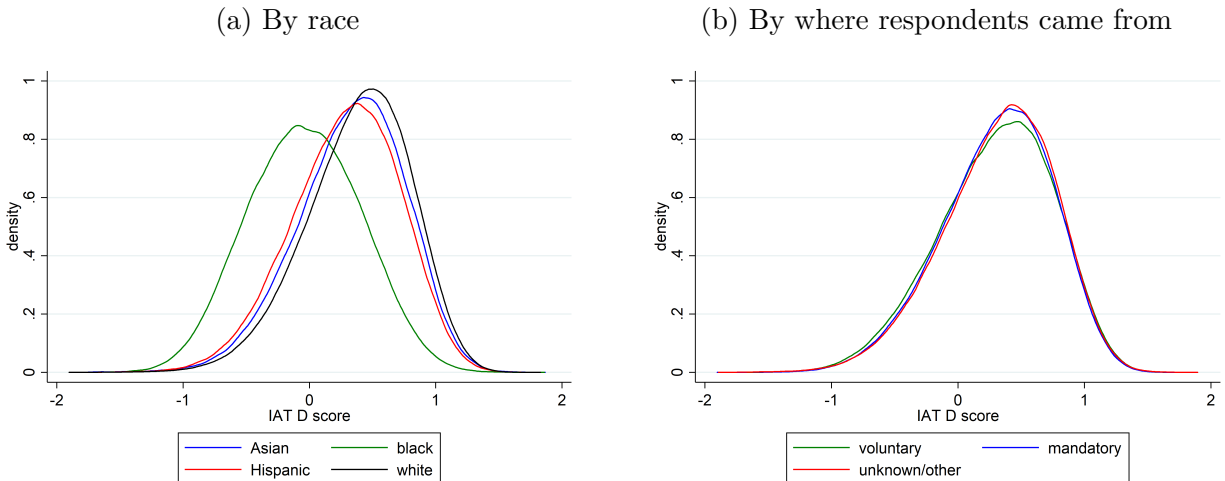 (a) By race
(b) By where respondents came from
density
0 .2 .4 .6 .8 1
-2 -1 0 1 2
IAT D score
Asian black
Hispanic white
density
0 .2 .4 .6 .8 1
-2 -1 0 1 2
IAT D score
voluntary mandatory
unknown/other